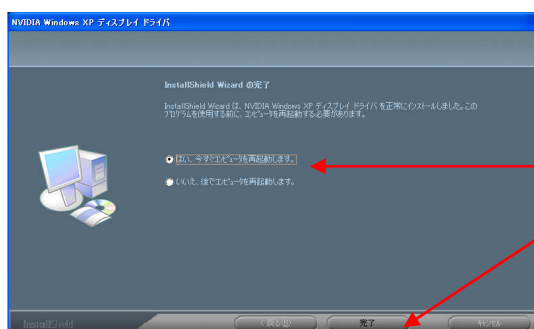 NVIDIA Windows XP ディスプレイ ドライバ
InstallShield Wizard の完了
InstallShield Wizard は、NVIDIA Windows XP ディスプレイ ドライバ を正常にインストールしました。この
プログラムを使用する前に、コンピュータを再起動する必要があります。
はい、今すぐコンピュータを再起動します。
いいえ、後でコンピュータを再起動します。
InstallShield
< 戻る(B)
完了
キャンセル